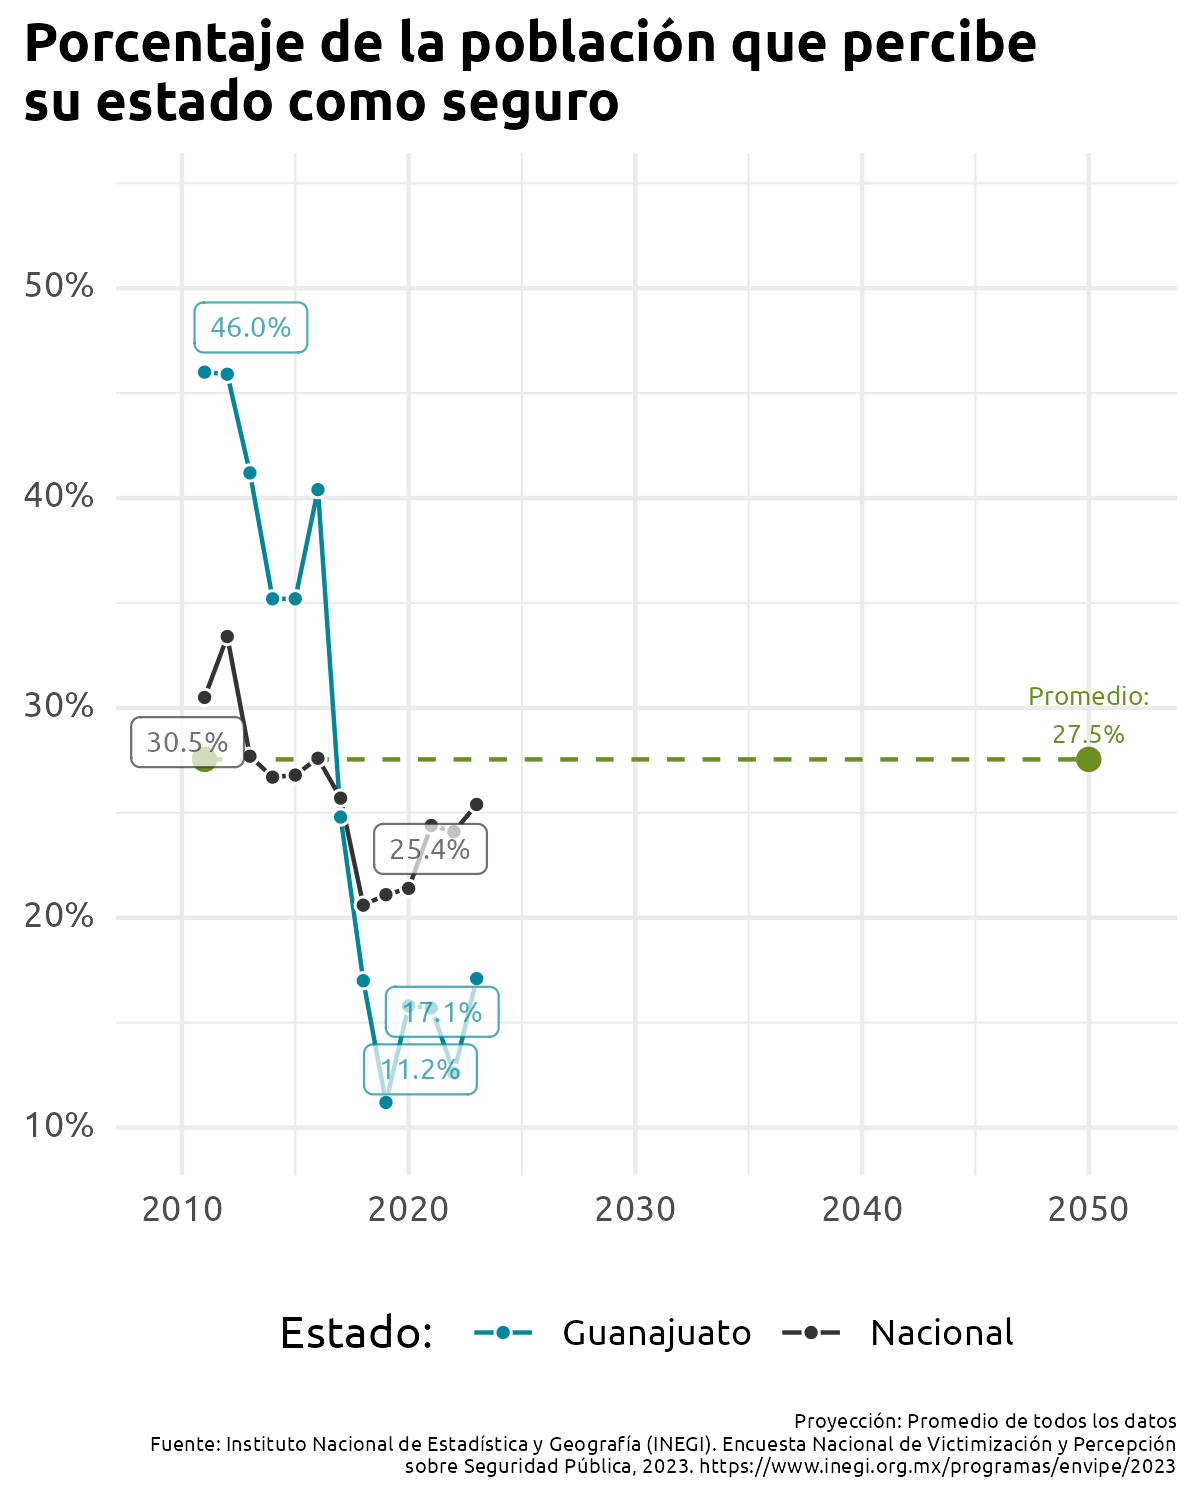 Porcentaje de la población que percibe
su estado como seguro
50%
46.0%
40%
30%
Promedio:
27.5%
30.5%
25.4%
20%
17.1%
11.2%
10%
2010 2020 2030 2040 2050
Estado: Guanajuato Nacional
Proyección: Promedio de todos los datos
Fuente: Instituto Nacional de Estadística y Geografía (INEGI). Encuesta Nacional de Victimización y Percepción
sobre Seguridad Pública, 2023. https://www.inegi.org.mx/programas/envipe/2023